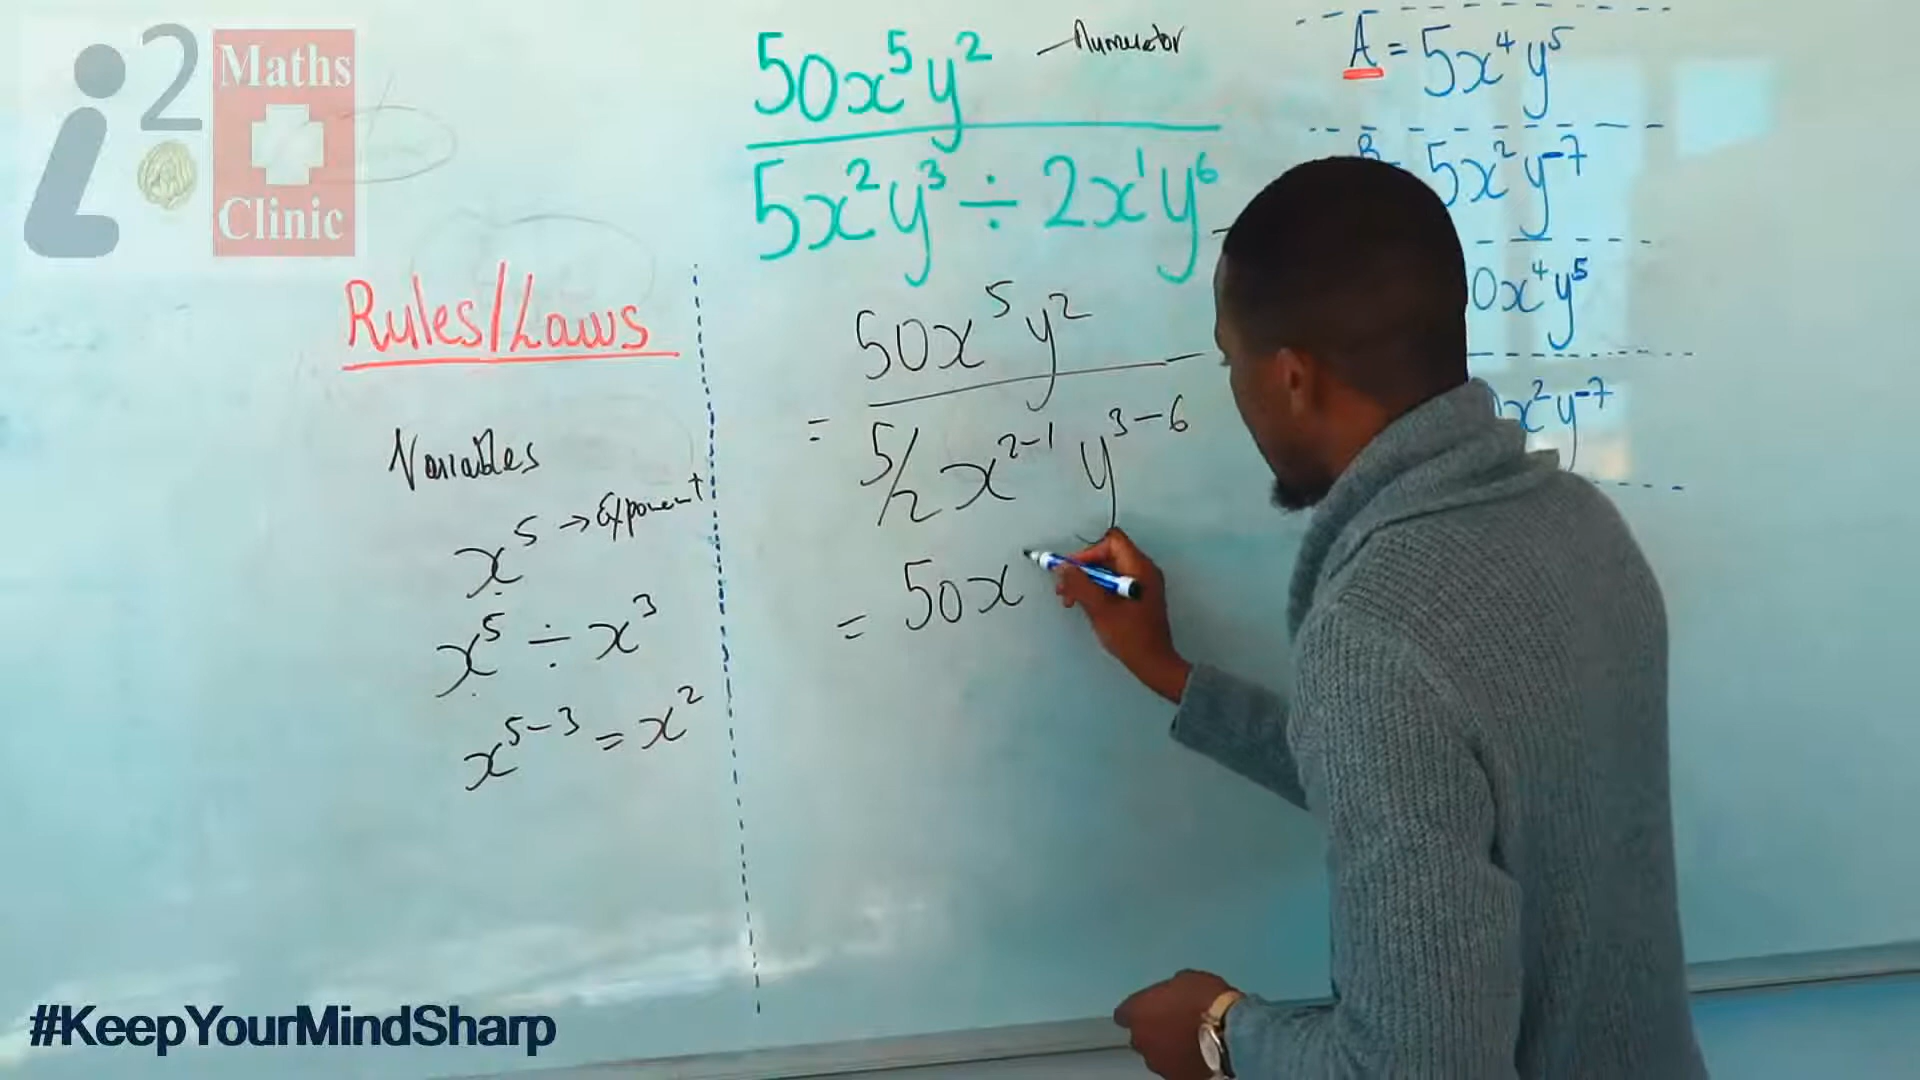 i2 Maths Clinic
50x⁵y² — Numerator
5x²y³ ÷ 2x¹y⁶
A = 5x⁴y⁵
B 5x²y⁻⁷
0x⁴y⁵
x²y⁻⁷
Rules/Laws
Variables
x⁵ → Exponent
x⁵ ÷ x³
x⁵⁻³ = x²
= 50x⁵y²
5/2 x²⁻¹ y³⁻⁶
= 50x
#KeepYourMindSharp